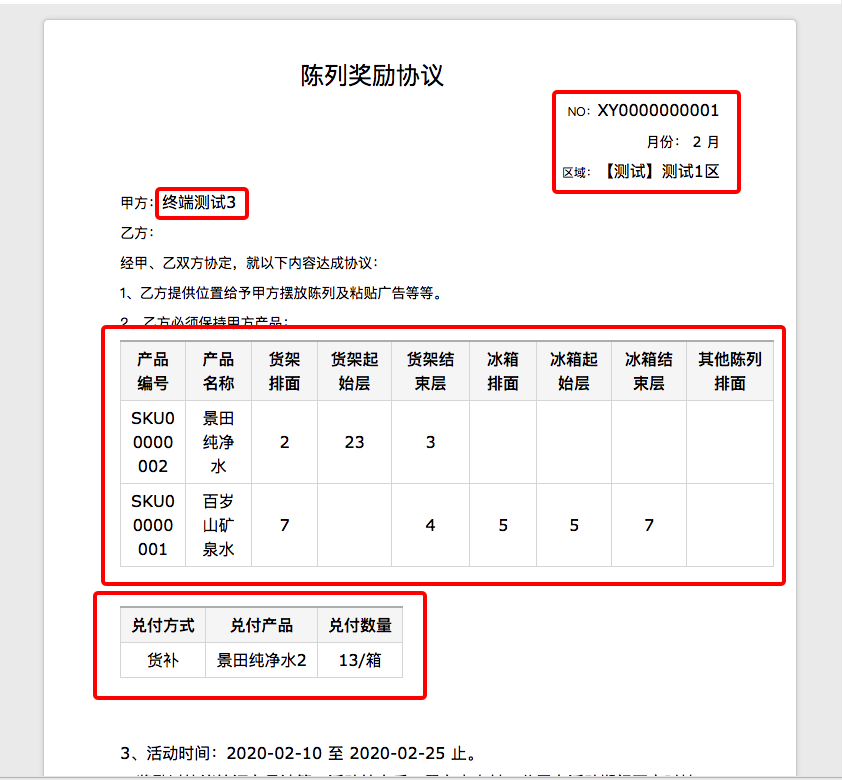 陈列奖励协议
NO：XY0000000001
月份： 2 月
区域：【测试】测试1区
甲方：终端测试3
乙方：
经甲、乙双方协定，就以下内容达成协议：
1、乙方提供位置给予甲方摆放陈列及粘贴广告等等。
2、乙方必须保持甲方产品：
产品编号 产品名称 货架排面 货架起始层 货架结束层 冰箱排面 冰箱起始层 冰箱结束层 其他陈列排面
SKU00000002 景田纯净水 2 23 3
SKU00000001 百岁山矿泉水 7 4 5 5 7
兑付方式 兑付产品 兑付数量
货补 景田纯净水2 13/箱
3、活动时间：2020-02-10 至 2020-02-25 止。